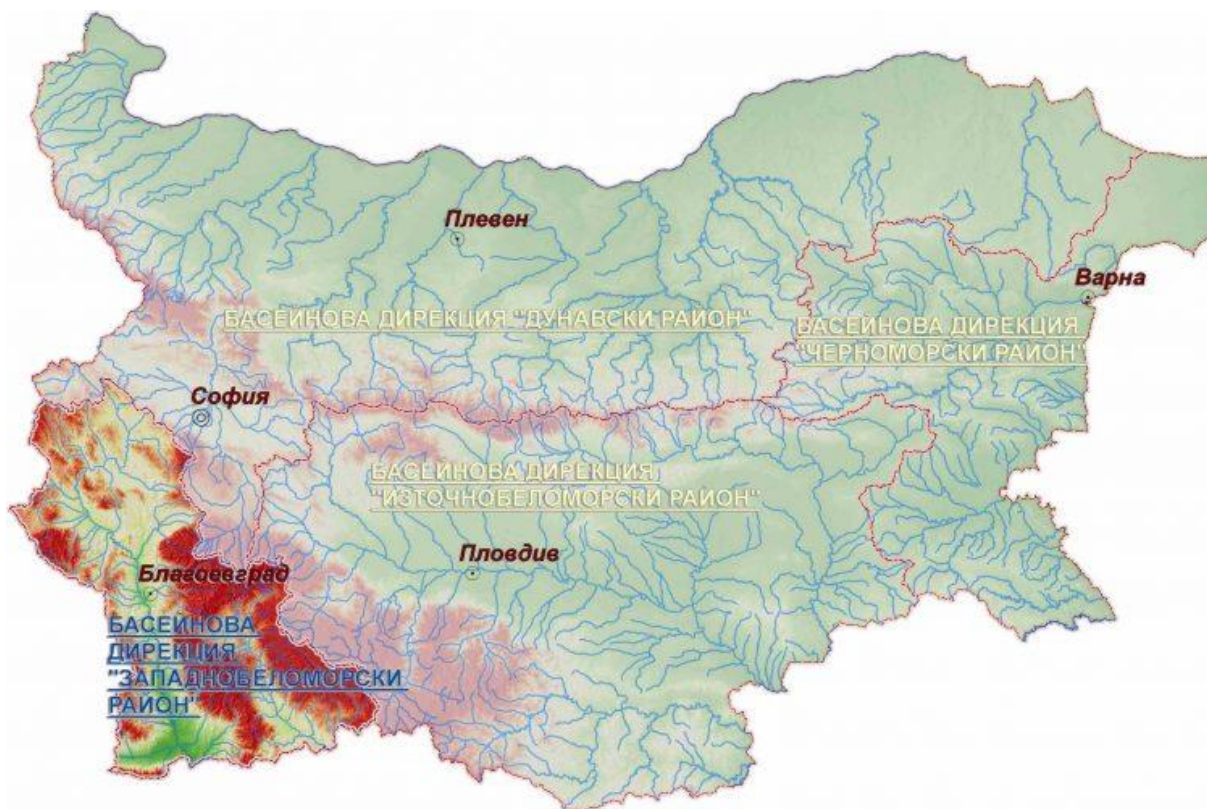 Плевен
Варна
БАСЕЙНОВА ДИРЕКЦИЯ "ДУНАВСКИ РАЙОН"
БАСЕЙНОВА ДИРЕКЦИЯ
"ЧЕРНОМОРСКИ РАЙОН"
София
БАСЕЙНОВА ДИРЕКЦИЯ
"ИЗТОЧНОБЕЛОМОРСКИ РАЙОН"
Пловдив
Благоевград
БАСЕЙНОВА
ДИРЕКЦИЯ
"ЗАПАДНОБЕЛОМОРСКИ
РАЙОН"